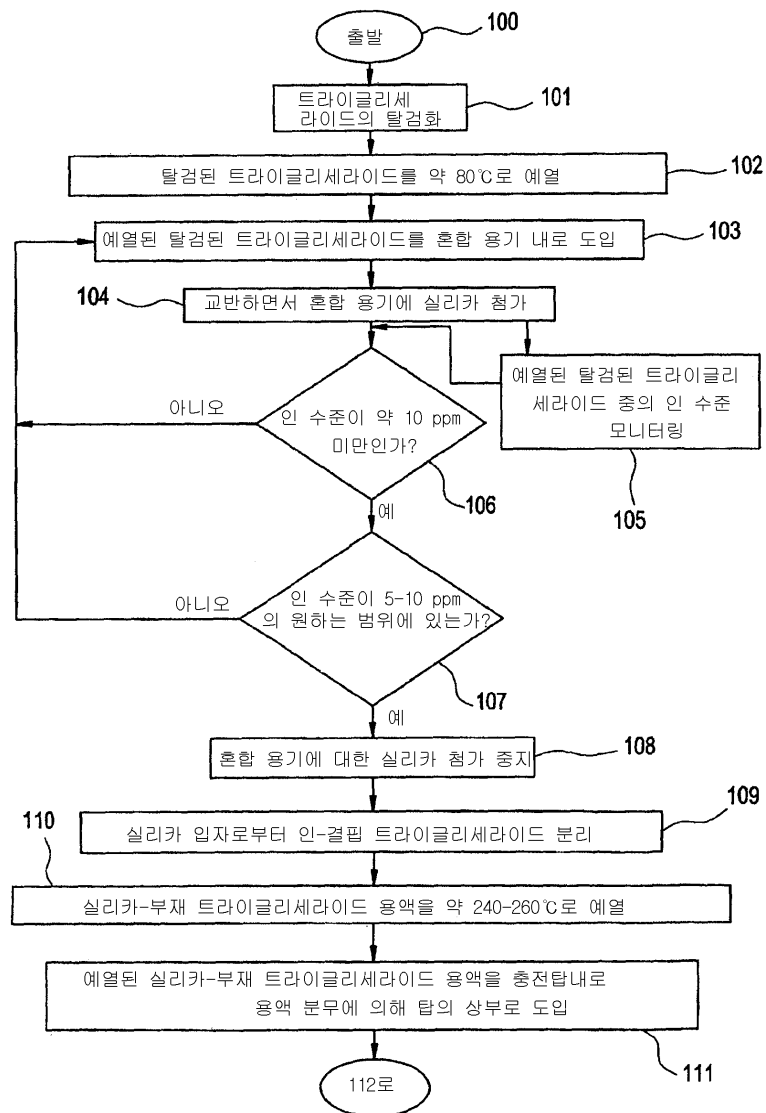 출발
100
트라이글리세
라이드의 탈검화
101
탈검된 트라이글리세라이드를 약 80℃로 예열
102
예열된 탈검된 트라이글리세라이드를 혼합 용기 내로 도입
103
104
교반하면서 혼합 용기에 실리카 첨가
예열된 탈검된 트라이글리
세라이드 중의 인 수준
모니터링
105
아니오
인 수준이 약 10 ppm
미만인가?
106
예
아니오
인 수준이 5-10 ppm
의 원하는 범위에 있는가?
107
예
혼합 용기에 대한 실리카 첨가 중지
108
실리카 입자로부터 인-결핍 트라이글리세라이드 분리
109
110
실리카-부재 트라이글리세라이드 용액을 약 240-260℃로 예열
예열된 실리카-부재 트라이글리세라이드 용액을 충전탑내로
용액 분무에 의해 탑의 상부로 도입
111
112로